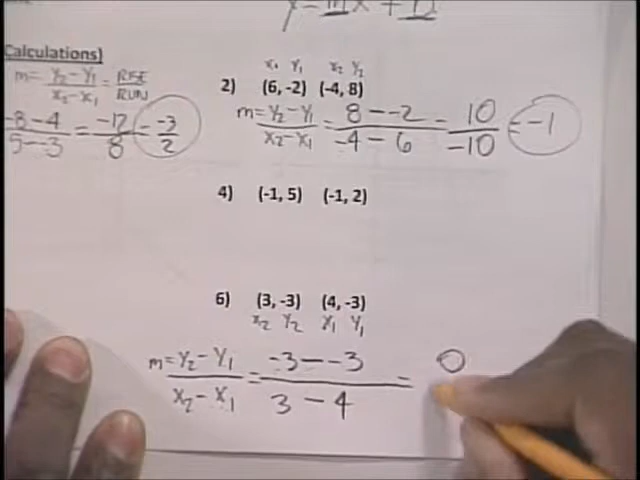 y = mx + b
Calculations)
m= Y₂ - Y₁ / X₂ - X₁ = RISE / RUN
-8 - 4 / 5 - -3 = -12 / 8 = -3 / 2
X₁ Y₁ X₂ Y₂
2) (6, -2) (-4, 8)
m = Y₂ - Y₁ / X₂ - X₁ = 8 - -2 / -4 - 6 = 10 / -10 = -1
4) (-1, 5) (-1, 2)
6) (3, -3) (4, -3)
X₂ Y₂ X₁ Y₁
m = Y₂ - Y₁ / X₂ - X₁ = -3 - -3 / 3 - 4 = 0